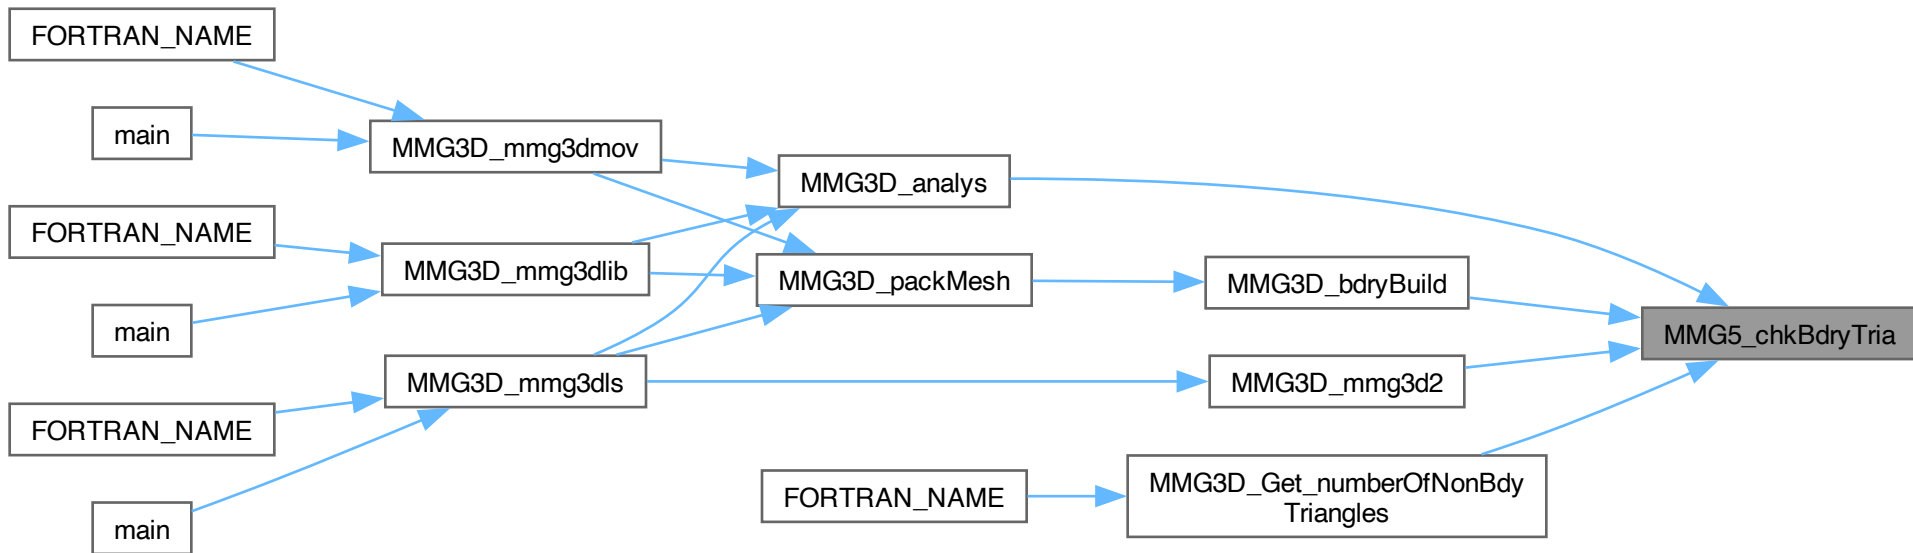 FORTRAN_NAME
main
MMG3D_mmg3dmov
MMG3D_analys
FORTRAN_NAME
MMG3D_mmg3dlib
main
MMG3D_packMesh
MMG3D_bdryBuild
MMG5_chkBdryTria
MMG3D_mmg3dls
MMG3D_mmg3d2
FORTRAN_NAME
main
FORTRAN_NAME
MMG3D_Get_numberOfNonBdy
Triangles